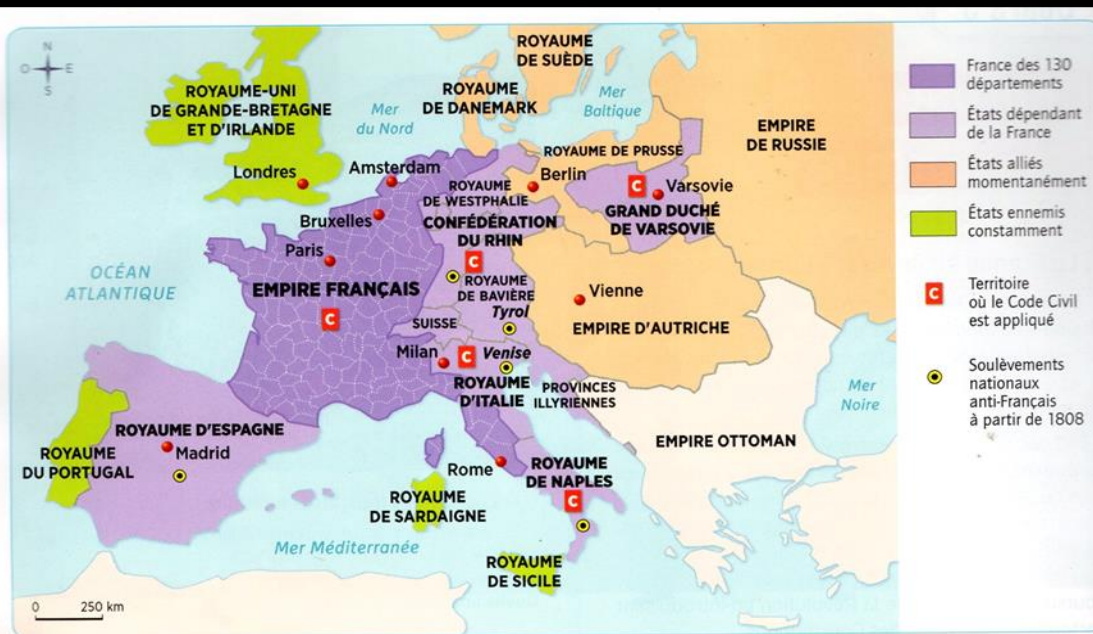 N
O
E
S
ROYAUME-UNI
DE GRANDE-BRETAGNE
ET D'IRLANDE
Londres
Mer
du Nord
ROYAUME
DE SUÈDE
ROYAUME
DE DANEMARK
Mer
Baltique
EMPIRE
DE RUSSIE
ROYAUME DE PRUSSE
Amsterdam
Berlin
C
Varsovie
GRAND DUCHÉ
DE VARSOVIE
ROYAUME
DE WESTPHALIE
Bruxelles
CONFÉDÉRATION
DU RHIN
C
Paris
OCÉAN
ATLANTIQUE
EMPIRE FRANÇAIS
C
ROYAUME
DE BAVIÈRE
Tyrol
Vienne
EMPIRE D'AUTRICHE
SUISSE
Milan
C
Venise
ROYAUME
D'ITALIE
PROVINCES
ILLYRIENNES
Mer
Noire
ROYAUME
DU PORTUGAL
ROYAUME D'ESPAGNE
Madrid
EMPIRE OTTOMAN
Rome
ROYAUME
DE NAPLES
C
ROYAUME
DE SARDAIGNE
Mer Méditerranée
ROYAUME
DE SICILE
0 250 km
France des 130
départements
États dépendant
de la France
États alliés
momentanément
États ennemis
constamment
C
Territoire
où le Code Civil
est appliqué
Soulèvements
nationaux
anti-Français
à partir de 1808